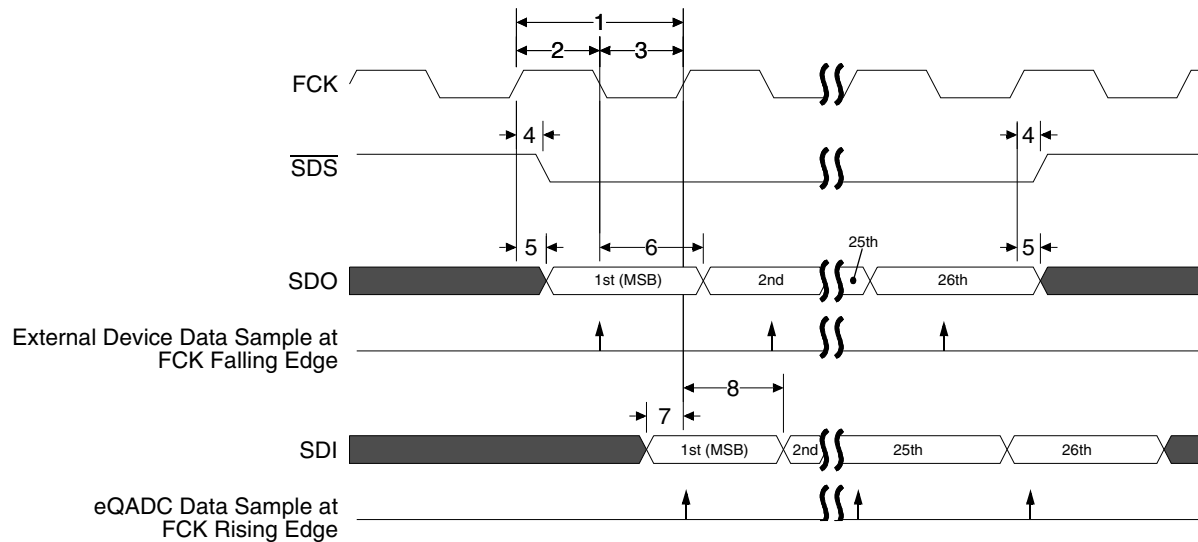 1
2 3
FCK
4 4
SDS
5 6 25th 5
SDO 1st (MSB) 2nd 26th
External Device Data Sample at
FCK Falling Edge
8
7
SDI 1st (MSB) 2nd 25th 26th
eQADC Data Sample at
FCK Rising Edge